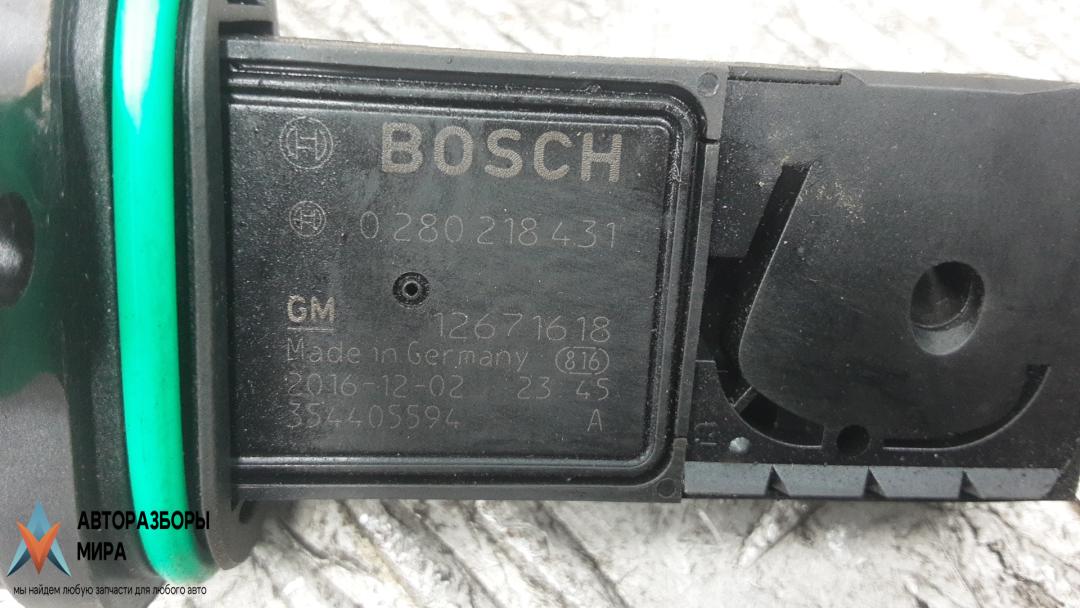 BOSCH
0 280 218 431
GM
12671618
Made in Germany 816
2016-12-02 23 45
354405594 A
АВТОРАЗБОРЫ
МИРА
мы найдем любую запчасти для любого авто